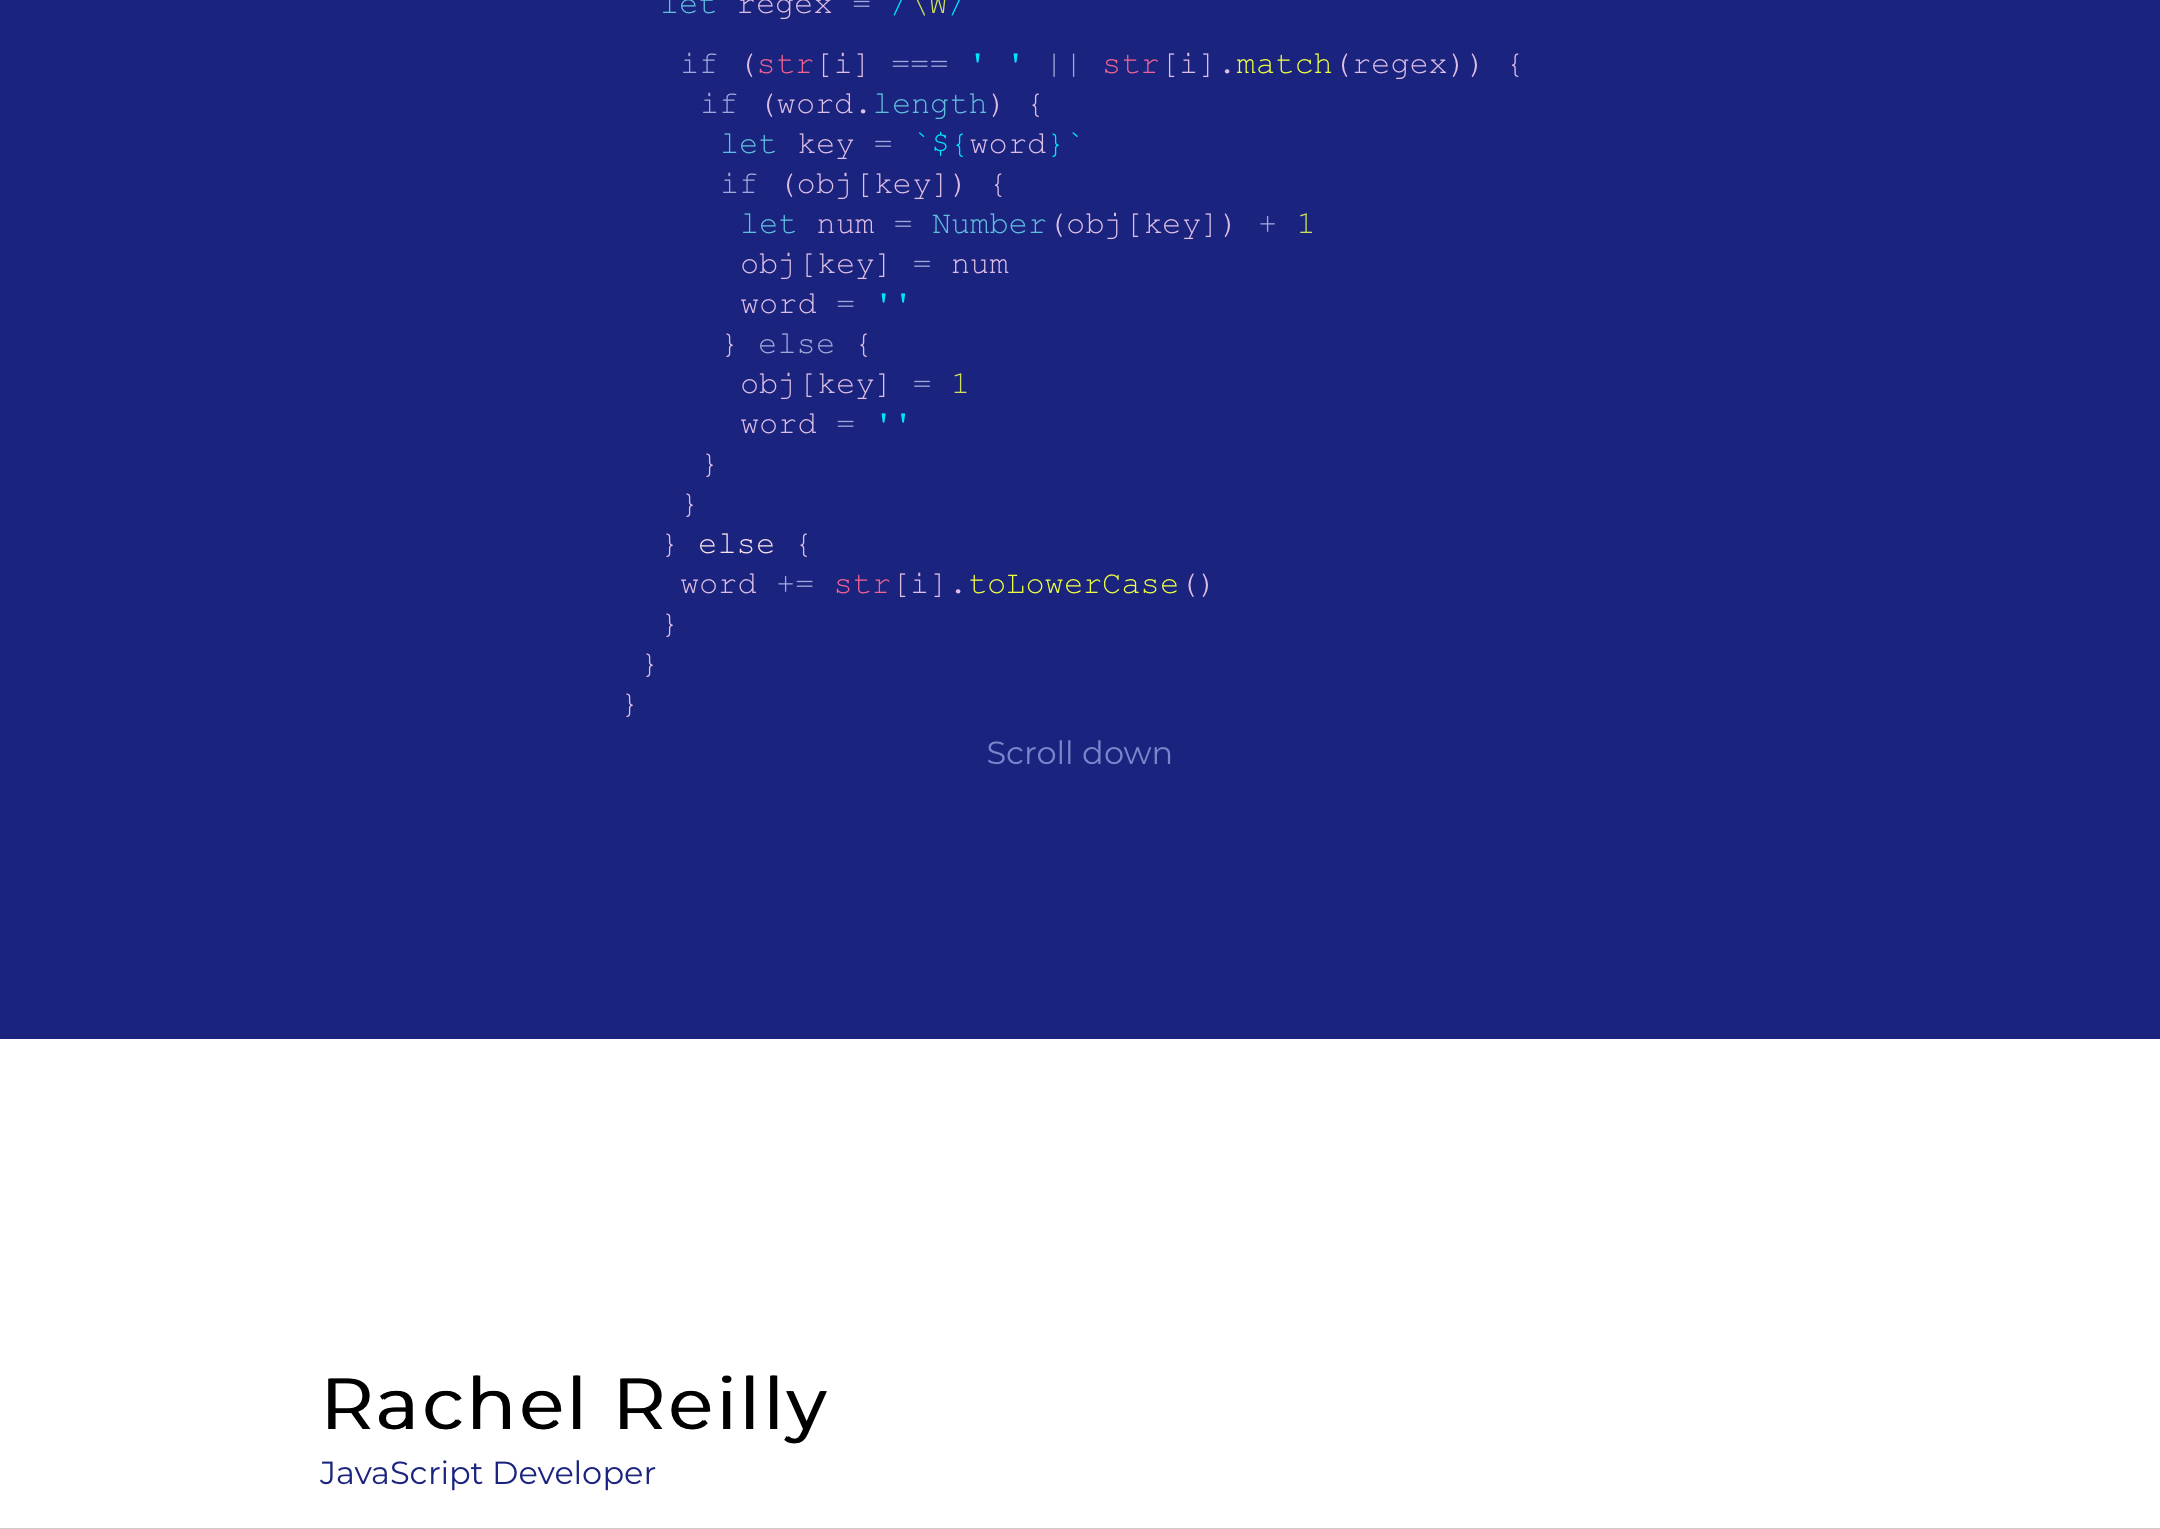 let regex = /\W/
if (str[i] === ' ' || str[i].match(regex)) {
if (word.length) {
let key = `${word}`
if (obj[key]) {
let num = Number(obj[key]) + 1
obj[key] = num
word = ''
} else {
obj[key] = 1
word = ''
}
}
} else {
word += str[i].toLowerCase()
}
}
}
Scroll down
Rachel Reilly
JavaScript Developer